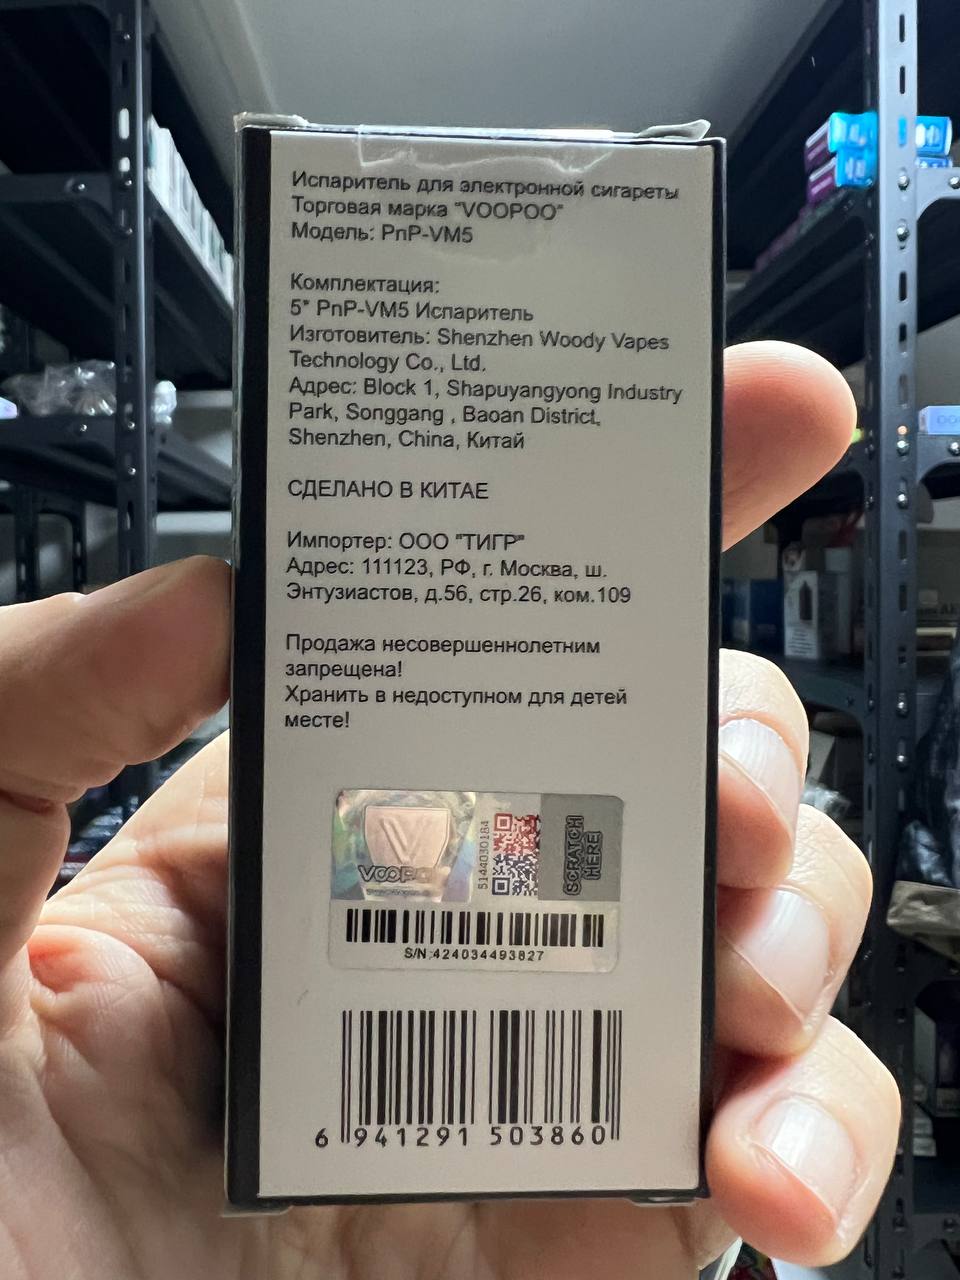 Испаритель для электронной сигареты
Торговая марка "VOOPOO"
Модель: PnP-VM5
Комплектация:
5* PnP-VM5 Испаритель
Изготовитель: Shenzhen Woody Vapes
Technology Co., Ltd.
Адрес: Block 1, Shapuyangyong Industry
Park, Songgang , Baoan District,
Shenzhen, China, Китай
СДЕЛАНО В КИТАЕ
Импортер: ООО "ТИГР"
Адрес: 111123, РФ, г. Москва, ш.
Энтузиастов, д.56, стр.26, ком.109
Продажа несовершеннолетним
запрещена!
Хранить в недоступном для детей
месте!
VOOPOO
5144030184
SCRATCH
HERE
S/N:424034493827
6 941291 503860